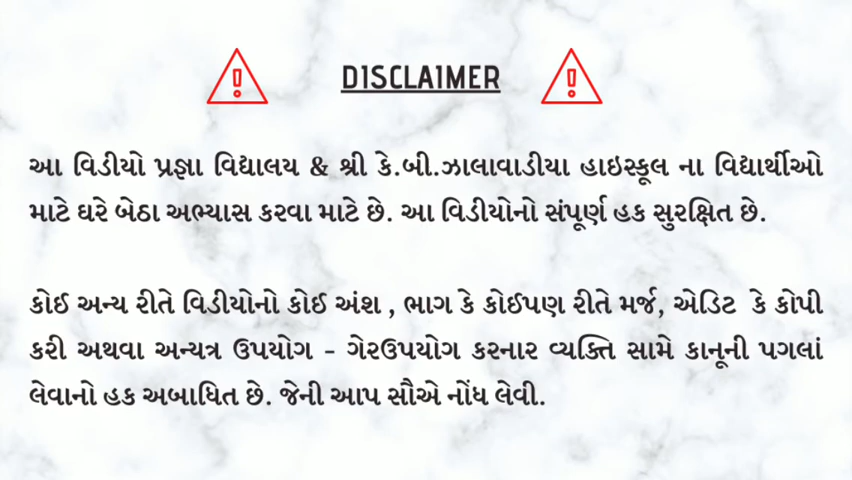 DISCLAIMER
આ વિડીયો પ્રજ્ઞા વિદ્યાલય & શ્રી કે.બી.ઝાલાવાડીયા હાઇસ્કૂલ ના વિદ્યાર્થીઓ
માટે ઘરે બેઠા અભ્યાસ કરવા માટે છે. આ વિડીયોનો સંપૂર્ણ હક સુરક્ષિત છે.
કોઈ અન્ય રીતે વિડીયોનો કોઈ અંશ , ભાગ કે કોઈપણ રીતે મર્જ, એડિટ કે કોપી
કરી અથવા અન્યત્ર ઉપયોગ - ગેરઉપયોગ કરનાર વ્યક્તિ સામે કાનૂની પગલાં
લેવાનો હક અબાધિત છે. જેની આપ સૌએ નોંધ લેવી.